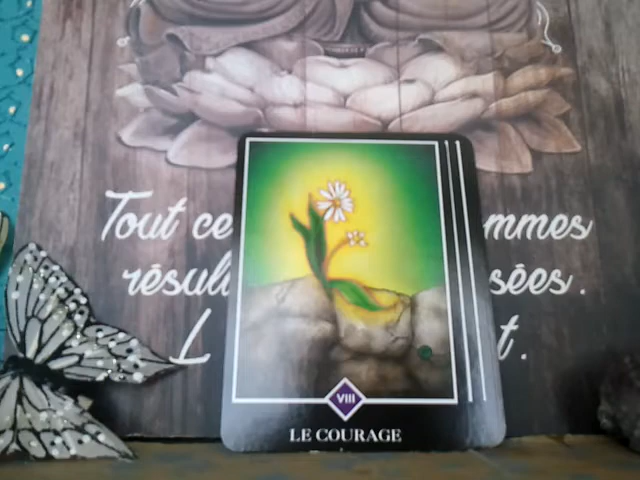 Tout ce
mmes
résul
sées.
L
t.
VIII
LE COURAGE